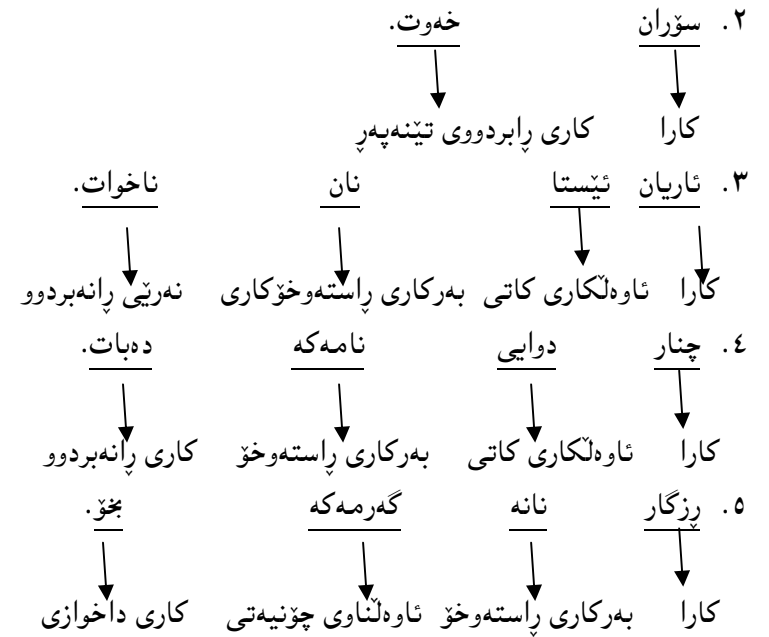 ٢. سۆران خەوت.
کارا کاری ڕابردووی تێنەپەڕ
٣. ئاریان ئێستا نان ناخوات.
کارا ئاوەڵکاری کاتی بەرکاری ڕاستەوخۆکاری نەرێی ڕانەبردوو
٤. چنار دوایی نامەکە دەبات.
کارا ئاوەڵکاری کاتی بەرکاری ڕاستەوخۆ کاری ڕانەبردوو
٥. ڕزگار نانە گەرمەکە بخۆ.
کارا بەرکاری ڕاستەوخۆ ئاوەڵناوی چۆنیەتی کاری داخوازی